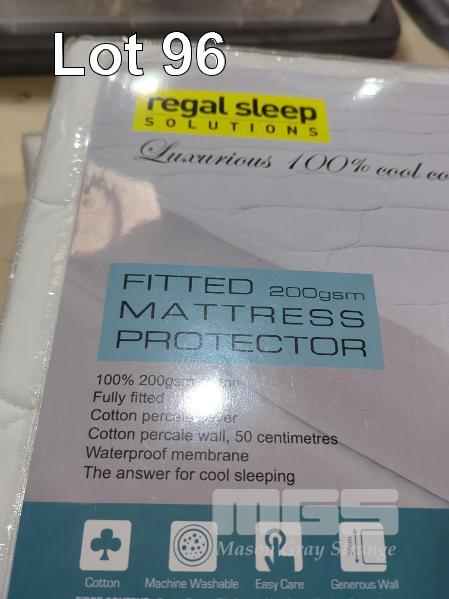 Lot 96
regal sleep
SOLUTIONS
Luxurious 100% cool
FITTED 200gsm
MATTRESS
PROTECTOR
100% 200gsm
Fully fitted
Cotton percale
Cotton percale wall, 50 centimetres
Waterproof membrane
The answer for cool sleeping
MGS
Mason Gray Strange
Cotton Machine Washable Easy Care Generous Wall